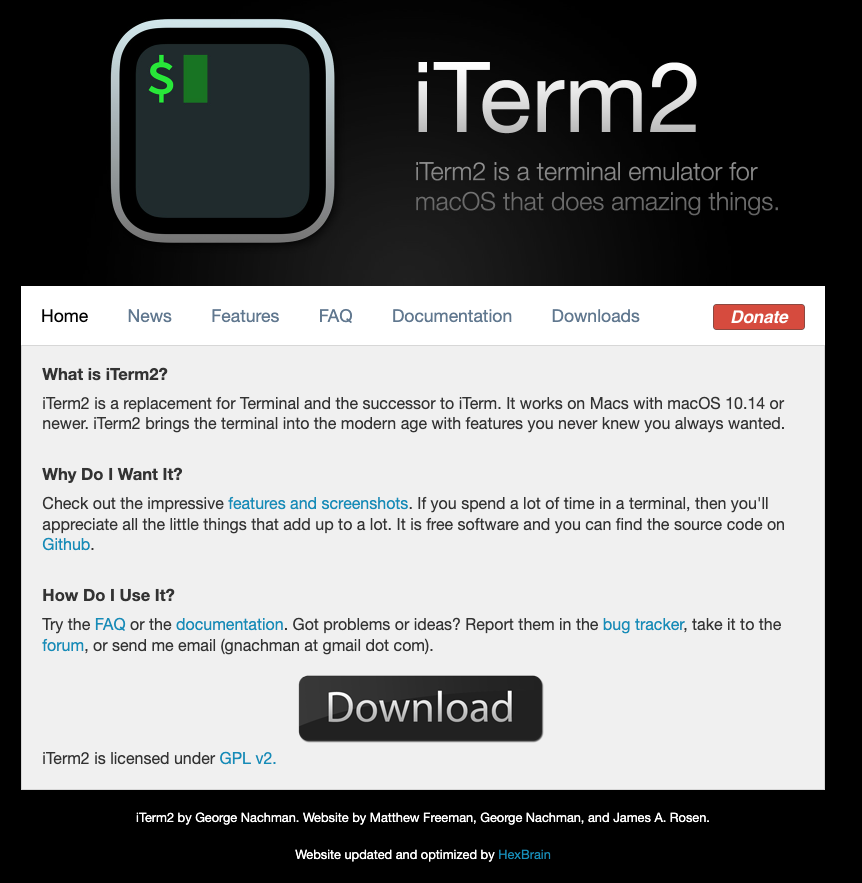 $
iTerm2
iTerm2 is a terminal emulator for
macOS that does amazing things.
Home News Features FAQ Documentation Downloads Donate
What is iTerm2?
iTerm2 is a replacement for Terminal and the successor to iTerm. It works on Macs with macOS 10.14 or
newer. iTerm2 brings the terminal into the modern age with features you never knew you always wanted.
Why Do I Want It?
Check out the impressive features and screenshots. If you spend a lot of time in a terminal, then you'll
appreciate all the little things that add up to a lot. It is free software and you can find the source code on
Github.
How Do I Use It?
Try the FAQ or the documentation. Got problems or ideas? Report them in the bug tracker, take it to the
forum, or send me email (gnachman at gmail dot com).
Download
iTerm2 is licensed under GPL v2.
iTerm2 by George Nachman. Website by Matthew Freeman, George Nachman, and James A. Rosen.
Website updated and optimized by HexBrain